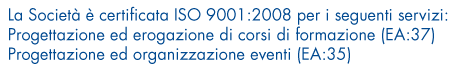 La Società è certificata ISO 9001:2008 per i seguenti servizi:
Progettazione ed erogazione di corsi di formazione (EA:37)
Progettazione ed organizzazione eventi (EA:35)